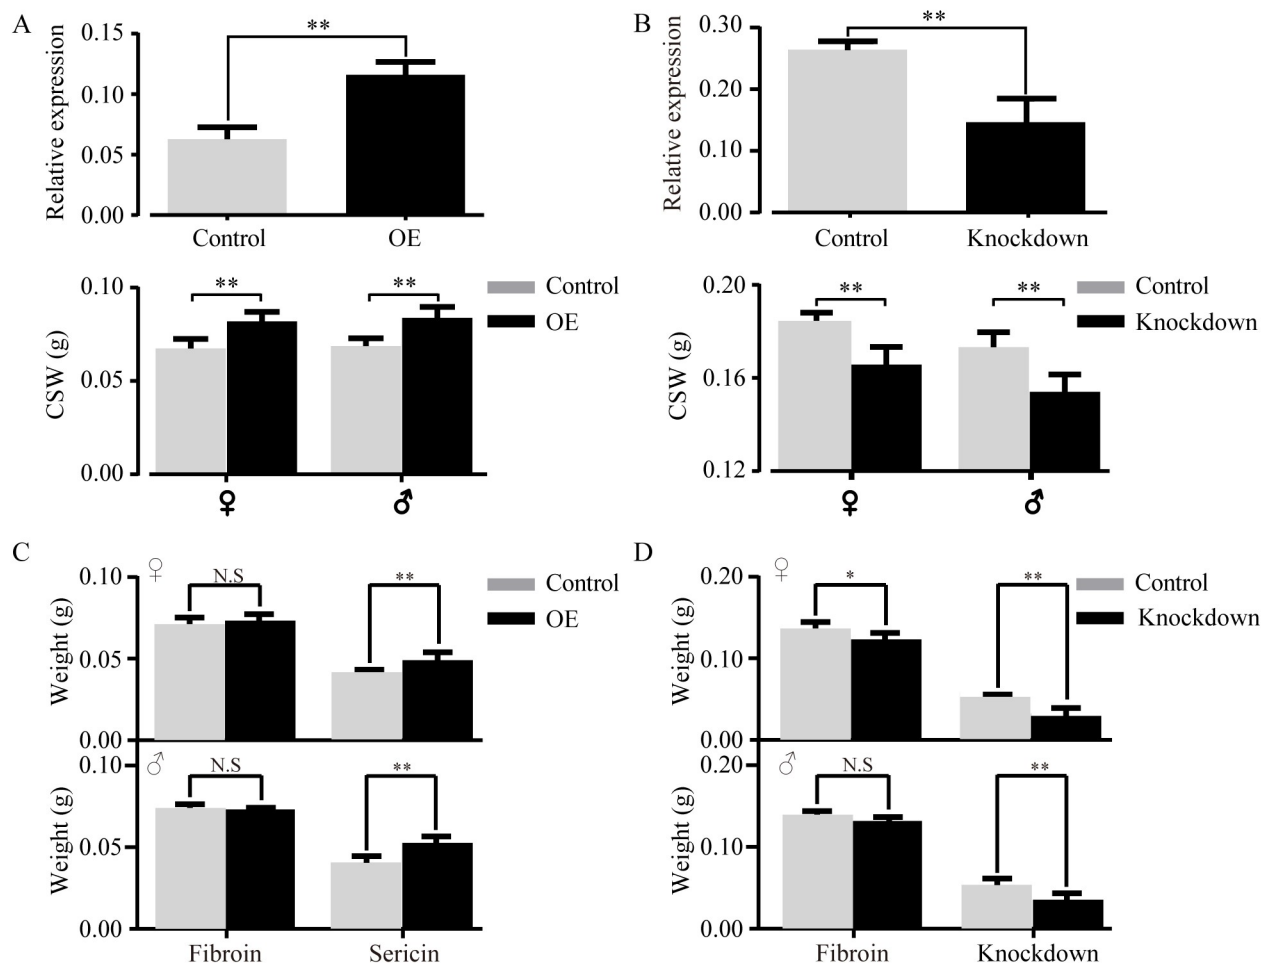 A
Relative expression
0.15
0.10
0.05
0.00
**
Control
OE
B
Relative expression
0.30
0.20
0.10
0.00
**
Control
Knockdown
CSW (g)
0.10
0.05
0.00
**
**
Control
OE
♀
♂
CSW (g)
0.20
0.16
0.12
**
**
Control
Knockdown
♀
♂
C
Weight (g)
0.10
0.05
0.00
♀
N.S
**
Control
OE
Weight (g)
0.10
0.05
0.00
♂
N.S
**
Fibroin
Sericin
D
Weight (g)
0.20
0.10
0.00
♀
*
**
Control
Knockdown
Weight (g)
0.20
0.10
0.00
♂
N.S
**
Fibroin
Knockdown